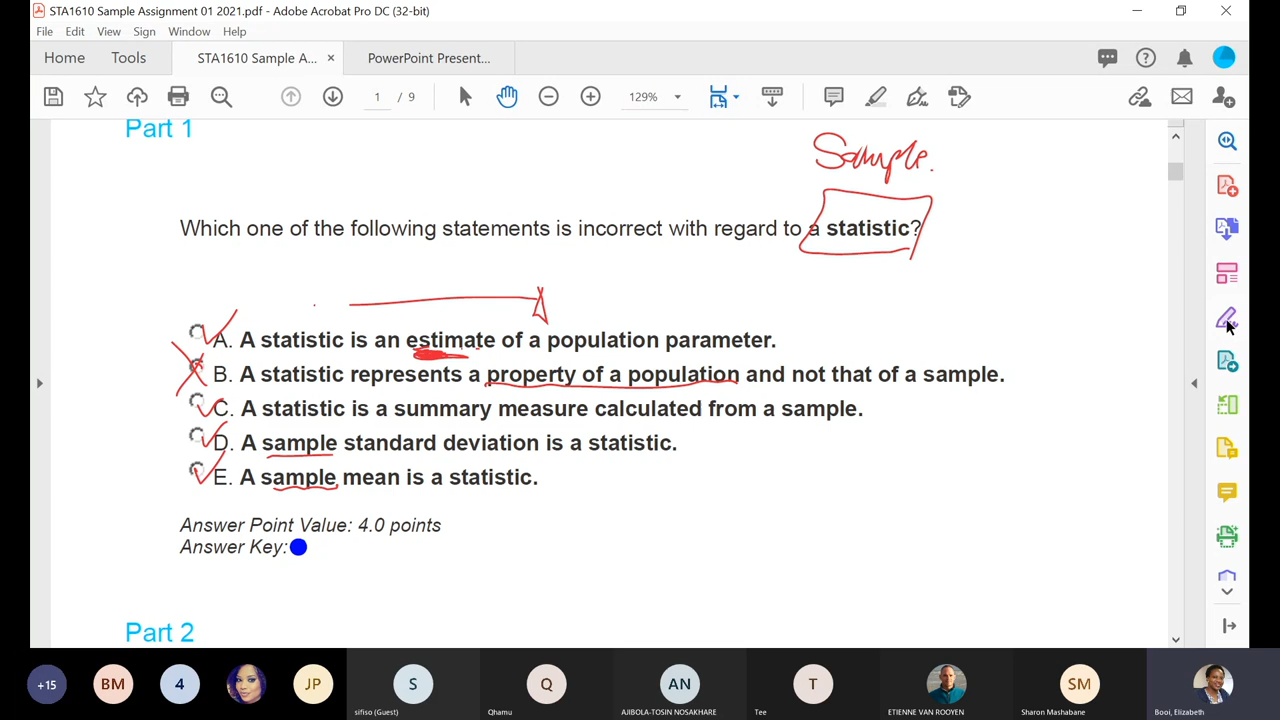 STA1610 Sample Assignment 01 2021.pdf - Adobe Acrobat Pro DC (32-bit)
File Edit View Sign Window Help
Home Tools STA1610 Sample A... × PowerPoint Present...
1 / 9 129%
Part 1
Sample.
Which one of the following statements is incorrect with regard to a statistic?
A. A statistic is an estimate of a population parameter.
B. A statistic represents a property of a population and not that of a sample.
C. A statistic is a summary measure calculated from a sample.
D. A sample standard deviation is a statistic.
E. A sample mean is a statistic.
Answer Point Value: 4.0 points
Answer Key:
Part 2
+15 BM 4 JP S Q AN T SM
sifiso (Guest) Qhamu AJIBOLA-TOSIN NOSAKHARE Tee ETIENNE VAN ROOYEN Sharon Mashabane Booi, Elizabeth